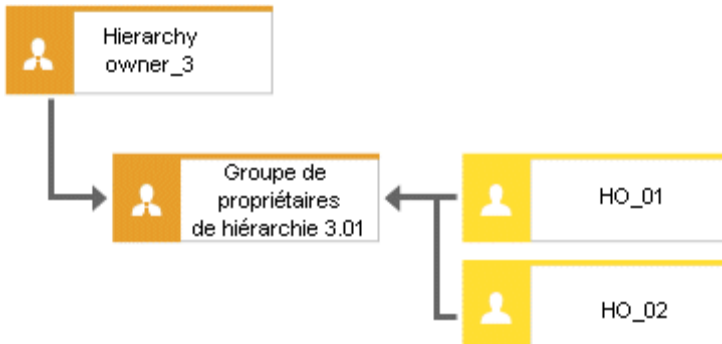 Hierarchy
owner_3
Groupe de
propriétaires
de hiérarchie 3.01
HO_01
HO_02